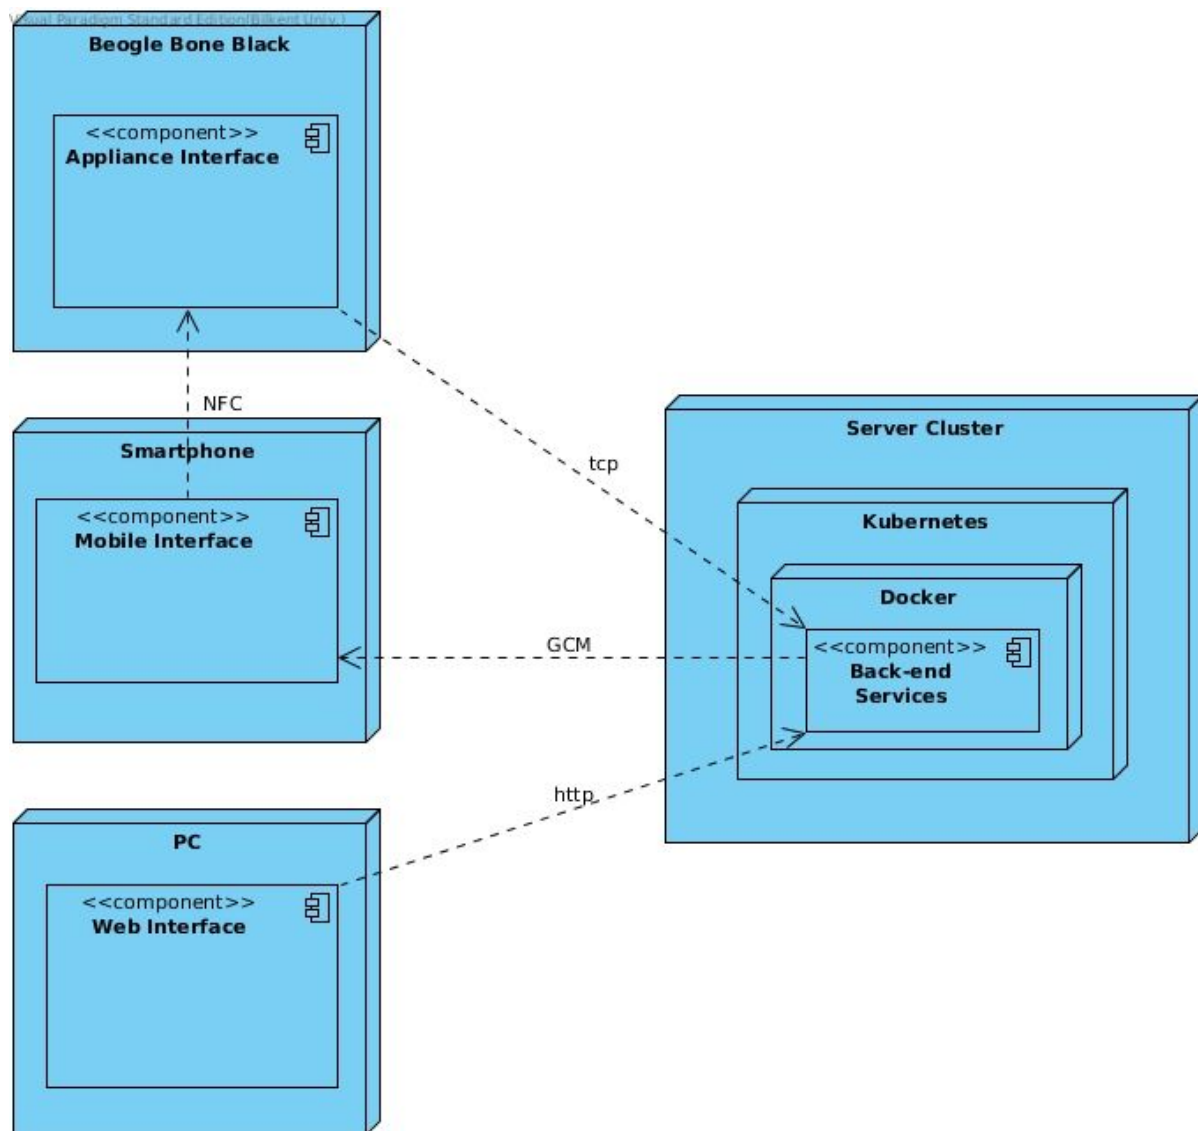 Visual Paradigm Standard Edition(Bilkent Univ.)
Beogle Bone Black
<<component>>
Appliance Interface
NFC
Smartphone
<<component>>
Mobile Interface
tcp
Server Cluster
Kubernetes
Docker
<<component>>
Back-end
Services
GCM
http
PC
<<component>>
Web Interface